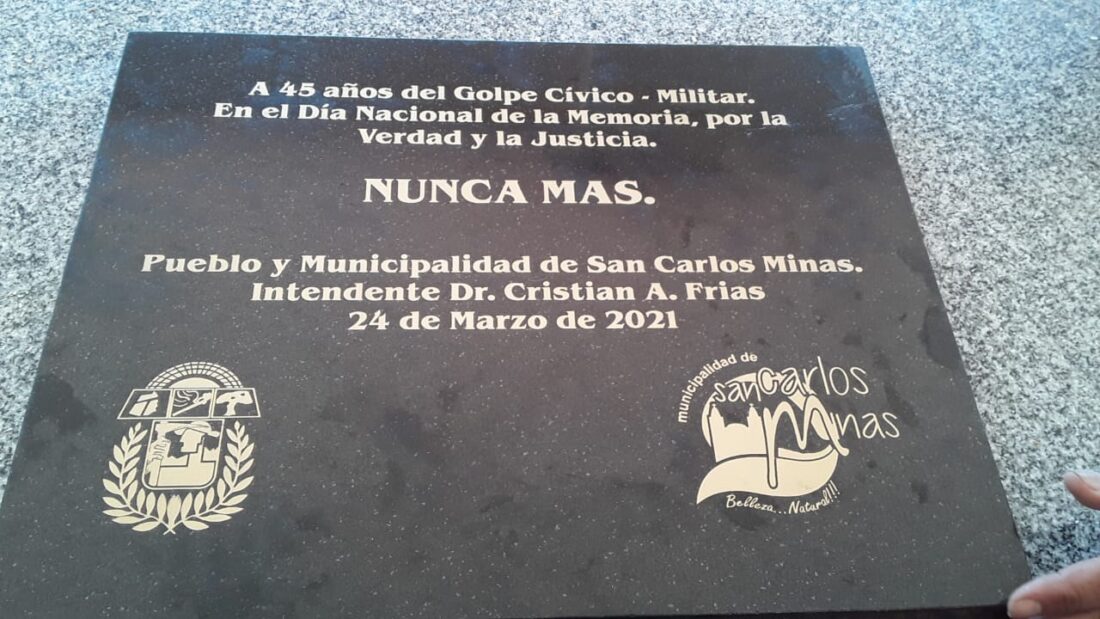 A 45 años del Golpe Cívico - Militar.
En el Día Nacional de la Memoria, por la
Verdad y la Justicia.
NUNCA MAS.
Pueblo y Municipalidad de San Carlos Minas.
Intendente Dr. Cristian A. Frias
24 de Marzo de 2021
municipalidad de
san carlos
Minas
Belleza... Natural!!!